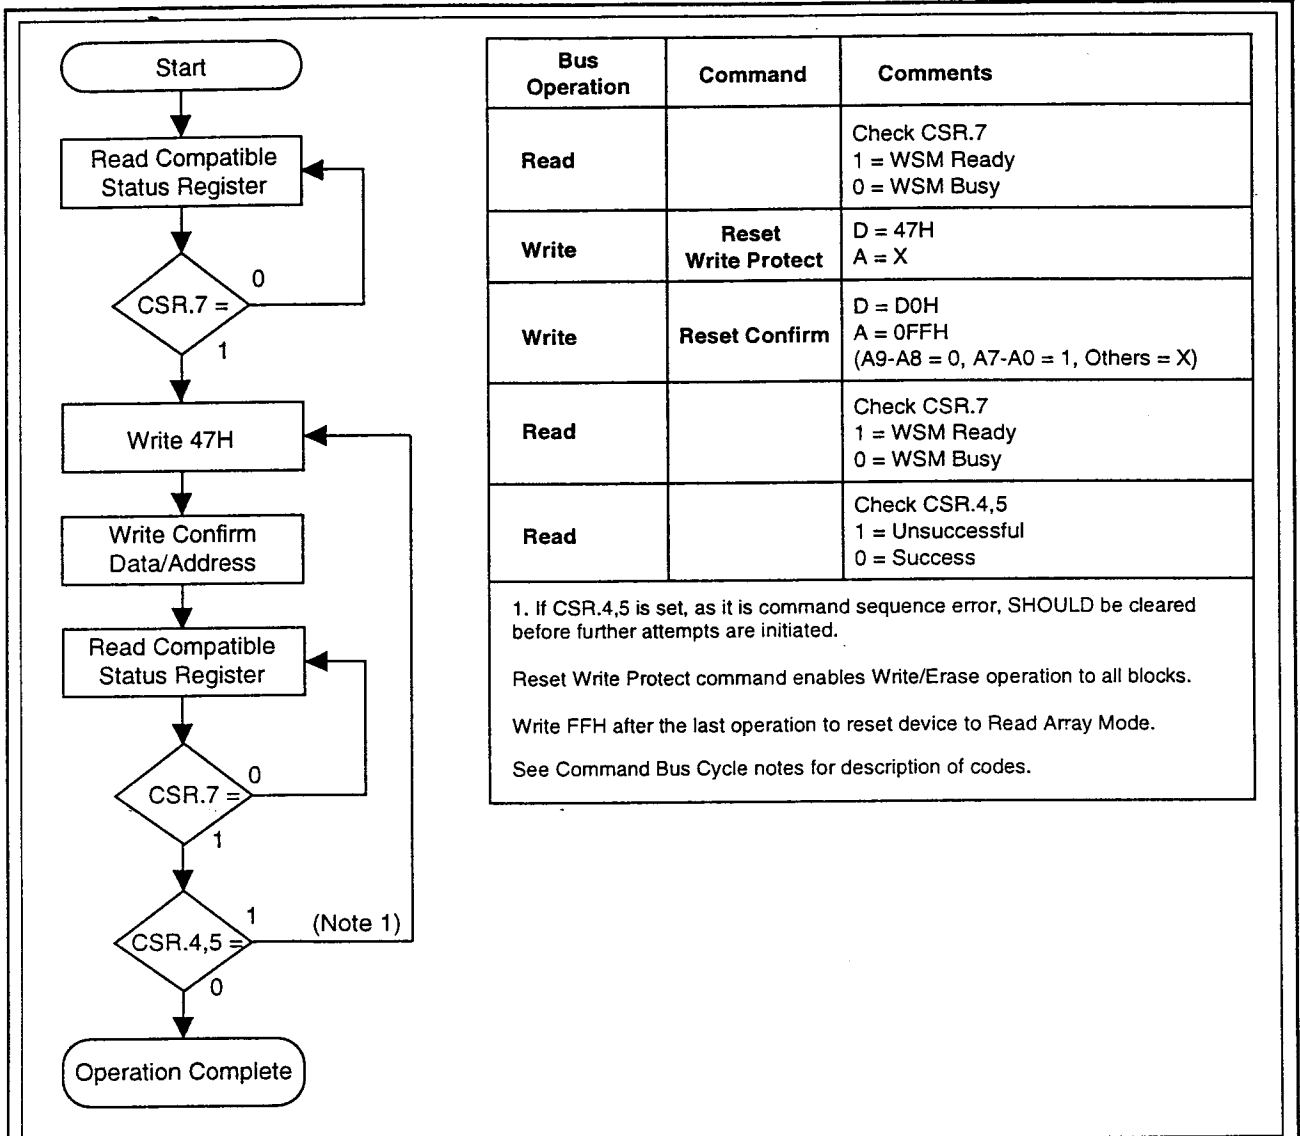 Start
Read Compatible
Status Register
0
CSR.7 =
1
Write 47H
Write Confirm
Data/Address
Read Compatible
Status Register
0
CSR.7 =
1
1
(Note 1)
CSR.4,5 =
0
Operation Complete
Bus
Operation
Command
Comments
Read
Check CSR.7
1 = WSM Ready
0 = WSM Busy
Write
Reset
Write Protect
D = 47H
A = X
Write
Reset Confirm
D = D0H
A = 0FFH
(A9-A8 = 0, A7-A0 = 1, Others = X)
Read
Check CSR.7
1 = WSM Ready
0 = WSM Busy
Read
Check CSR.4,5
1 = Unsuccessful
0 = Success
1. If CSR.4,5 is set, as it is command sequence error, SHOULD be cleared
before further attempts are initiated.
Reset Write Protect command enables Write/Erase operation to all blocks.
Write FFH after the last operation to reset device to Read Array Mode.
See Command Bus Cycle notes for description of codes.